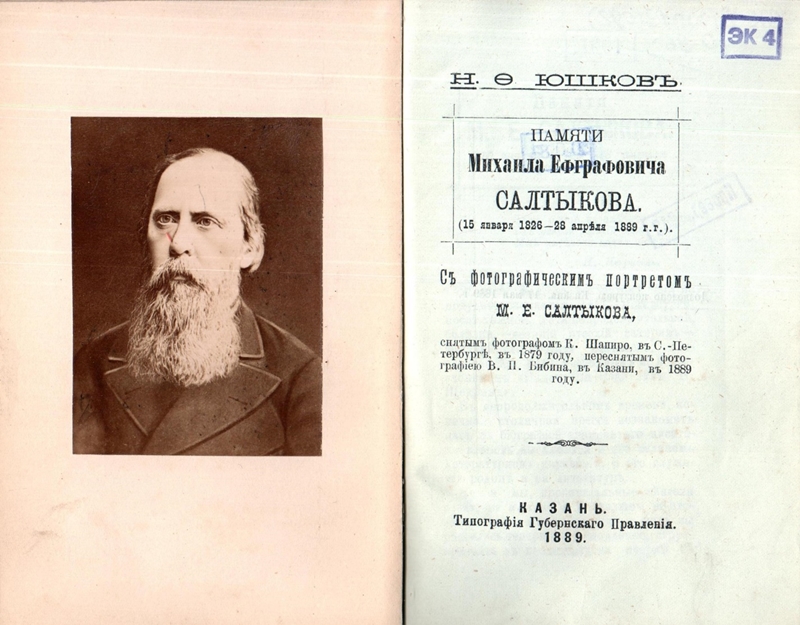 ЭК 4
Н. Ѳ ЮШКОВЪ.
ПАМЯТИ
Михаила Ефграфовича
САЛТЫКОВА.
(15 января 1826—28 апрѣля 1889 г.г.).
Съ фотографическимъ портретомъ
М. Е. САЛТЫКОВА,
снятымъ фотографомъ К. Шапиро, въ С.-Пе-
тербургѣ, въ 1879 году, переснятымъ фото-
графіею В. П. Бибина, въ Казани, въ 1889
году.
КАЗАНЬ.
Типографія Губернскаго Правленія.
1889.